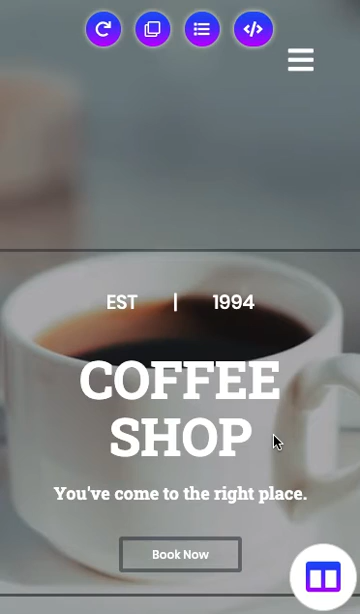 EST | 1994
COFFEE
SHOP
You've come to the right place.
Book Now